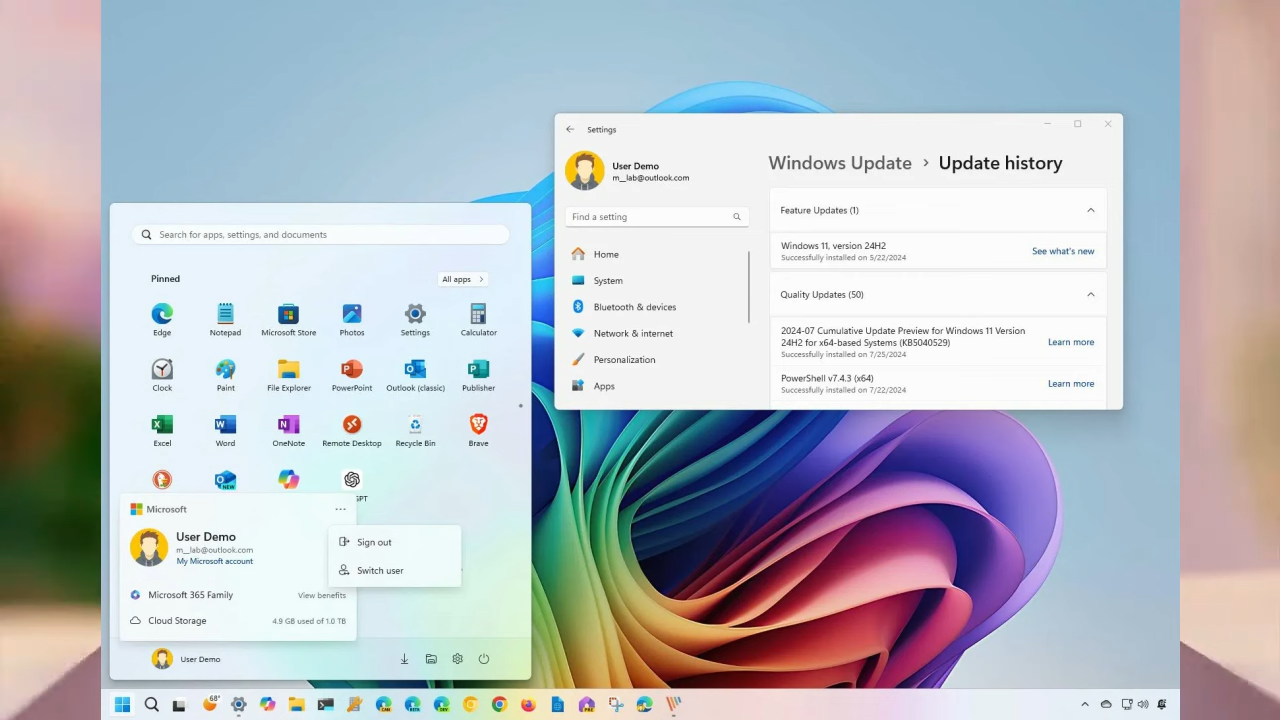 Search for apps, settings, and documents
Pinned
All apps
Edge
Notepad
Microsoft Store
Photos
Settings
Calculator
Clock
Paint
File Explorer
PowerPoint
Outlook (classic)
Publisher
Excel
Word
OneNote
Remote Desktop
Recycle Bin
Brave
NEW
Microsoft
User Demo
m__lab@outlook.com
My Microsoft account
Sign out
Switch user
Microsoft 365 Family
View benefits
Cloud Storage
4.9 GB used of 1.0 TB
User Demo
Settings
User Demo
m__lab@outlook.com
Find a setting
Home
System
Bluetooth & devices
Network & internet
Personalization
Apps
Windows Update › Update history
Feature Updates (1)
Windows 11, version 24H2
See what's new
Successfully installed on 5/22/2024
Quality Updates (50)
2024-07 Cumulative Update Preview for Windows 11 Version
24H2 for x64-based Systems (KB5040529)
Learn more
Successfully installed on 7/25/2024
PowerShell v7.4.3 (x64)
Learn more
Successfully installed on 7/22/2024
68°